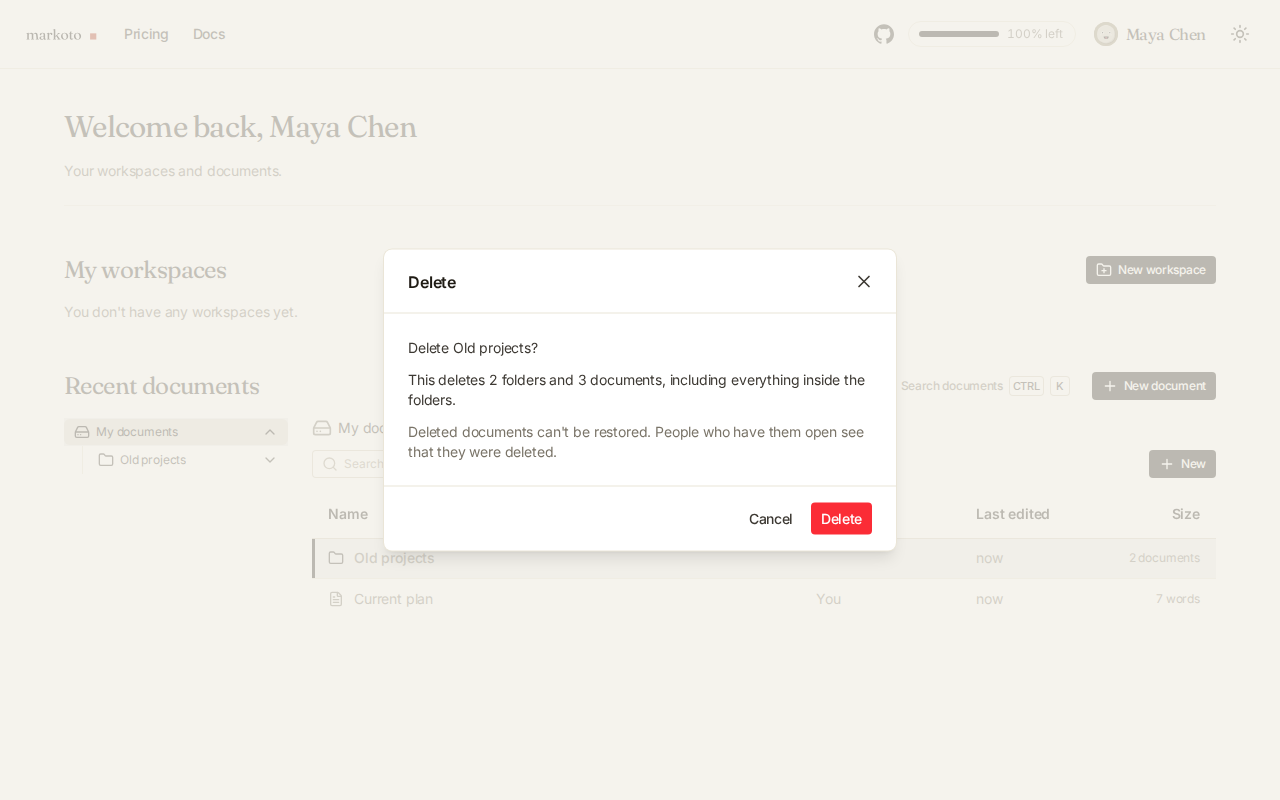 markoto
Pricing
Docs
100% left
Maya Chen
Welcome back, Maya Chen
Your workspaces and documents.
My workspaces
New workspace
You don't have any workspaces yet.
Delete
Delete Old projects?
This deletes 2 folders and 3 documents, including everything inside the
folders.
Deleted documents can't be restored. People who have them open see
that they were deleted.
Cancel
Delete
Recent documents
Search documents
CTRL
K
New document
My documents
Old projects
My doc
Search
New
Name
Last edited
Size
Old projects
now
2 documents
Current plan
You
now
7 words